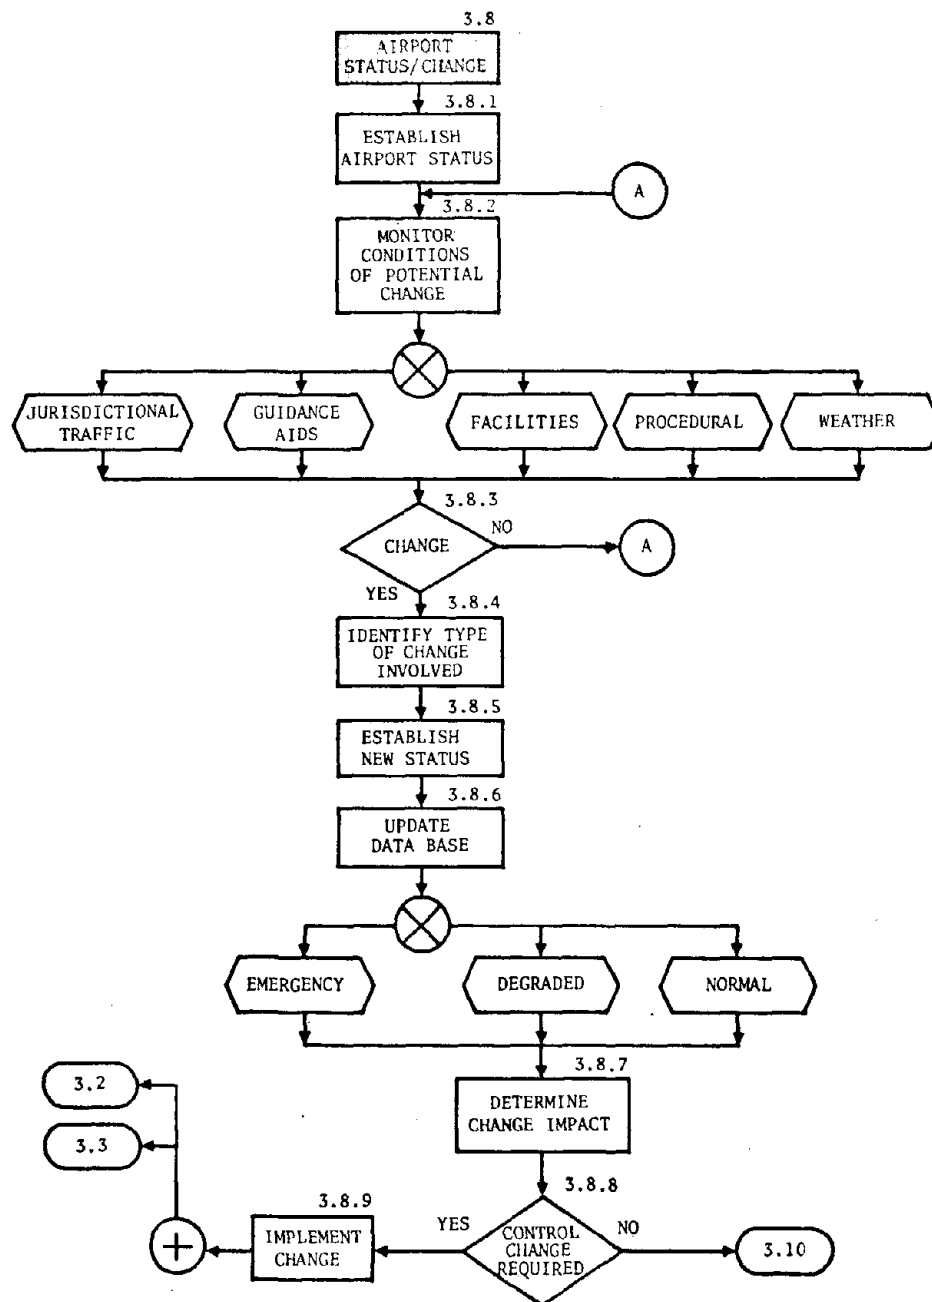 3.8
AIRPORT
STATUS/CHANGE
3.8.1
ESTABLISH
AIRPORT STATUS
A
3.8.2
MONITOR
CONDITIONS
OF POTENTIAL
CHANGE
JURISDICTIONAL
TRAFFIC
GUIDANCE
AIDS
FACILITIES
PROCEDURAL
WEATHER
3.8.3
CHANGE
NO
A
YES
3.8.4
IDENTIFY TYPE
OF CHANGE
INVOLVED
3.8.5
ESTABLISH
NEW STATUS
3.8.6
UPDATE
DATA BASE
EMERGENCY
DEGRADED
NORMAL
3.8.7
DETERMINE
CHANGE IMPACT
3.2
3.3
3.8.8
CONTROL
CHANGE
REQUIRED
YES
NO
3.8.9
IMPLEMENT
CHANGE
3.10